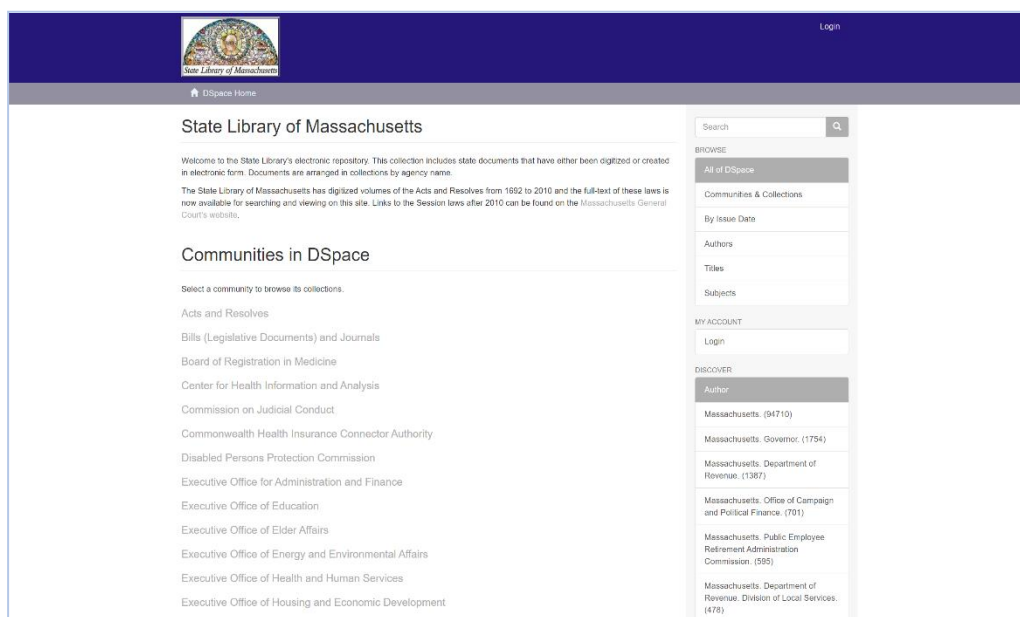 State Library of Massachusetts
Login
DSpace Home
State Library of Massachusetts
Welcome to the State Library's electronic repository. This collection includes state documents that have either been digitized or created
in electronic form. Documents are arranged in collections by agency name.
The State Library of Massachusetts has digitized volumes of the Acts and Resolves from 1692 to 2010 and the full-text of these laws is
now available for searching and viewing on this site. Links to the Session laws after 2010 can be found on the Massachusetts General
Court's website.
Communities in DSpace
Select a community to browse its collections.
Acts and Resolves
Bills (Legislative Documents) and Journals
Board of Registration in Medicine
Center for Health Information and Analysis
Commission on Judicial Conduct
Commonwealth Health Insurance Connector Authority
Disabled Persons Protection Commission
Executive Office for Administration and Finance
Executive Office of Education
Executive Office of Elder Affairs
Executive Office of Energy and Environmental Affairs
Executive Office of Health and Human Services
Executive Office of Housing and Economic Development
Search
BROWSE
All of DSpace
Communities & Collections
By Issue Date
Authors
Titles
Subjects
MY ACCOUNT
Login
DISCOVER
Author
Massachusetts. (94710)
Massachusetts. Governor. (1754)
Massachusetts. Department of
Revenue. (1387)
Massachusetts. Office of Campaign
and Political Finance. (701)
Massachusetts. Public Employee
Retirement Administration
Commission. (595)
Massachusetts. Department of
Revenue. Division of Local Services.
(478)